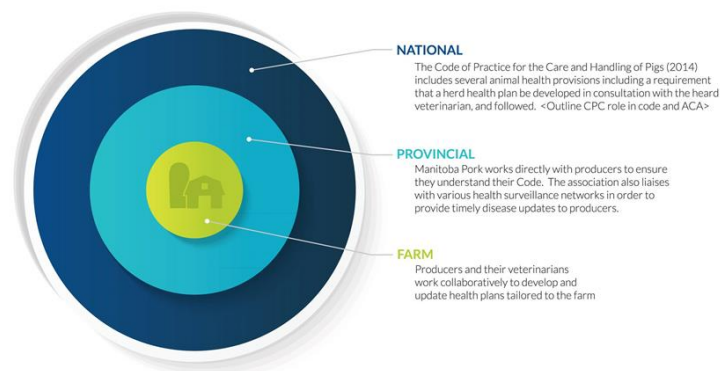 NATIONAL
The Code of Practice for the Care and Handling of Pigs (2014)
includes several animal health provisions including a requirement
that a herd health plan be developed in consultation with the heard
veterinarian, and followed. <Outline CPC role in code and ACA>
PROVINCIAL
Manitoba Pork works directly with producers to ensure
they understand their Code. The association also liaises
with various health surveillance networks in order to
provide timely disease updates to producers.
FARM
Producers and their veterinarians
work collaboratively to develop and
update health plans tailored to the farm